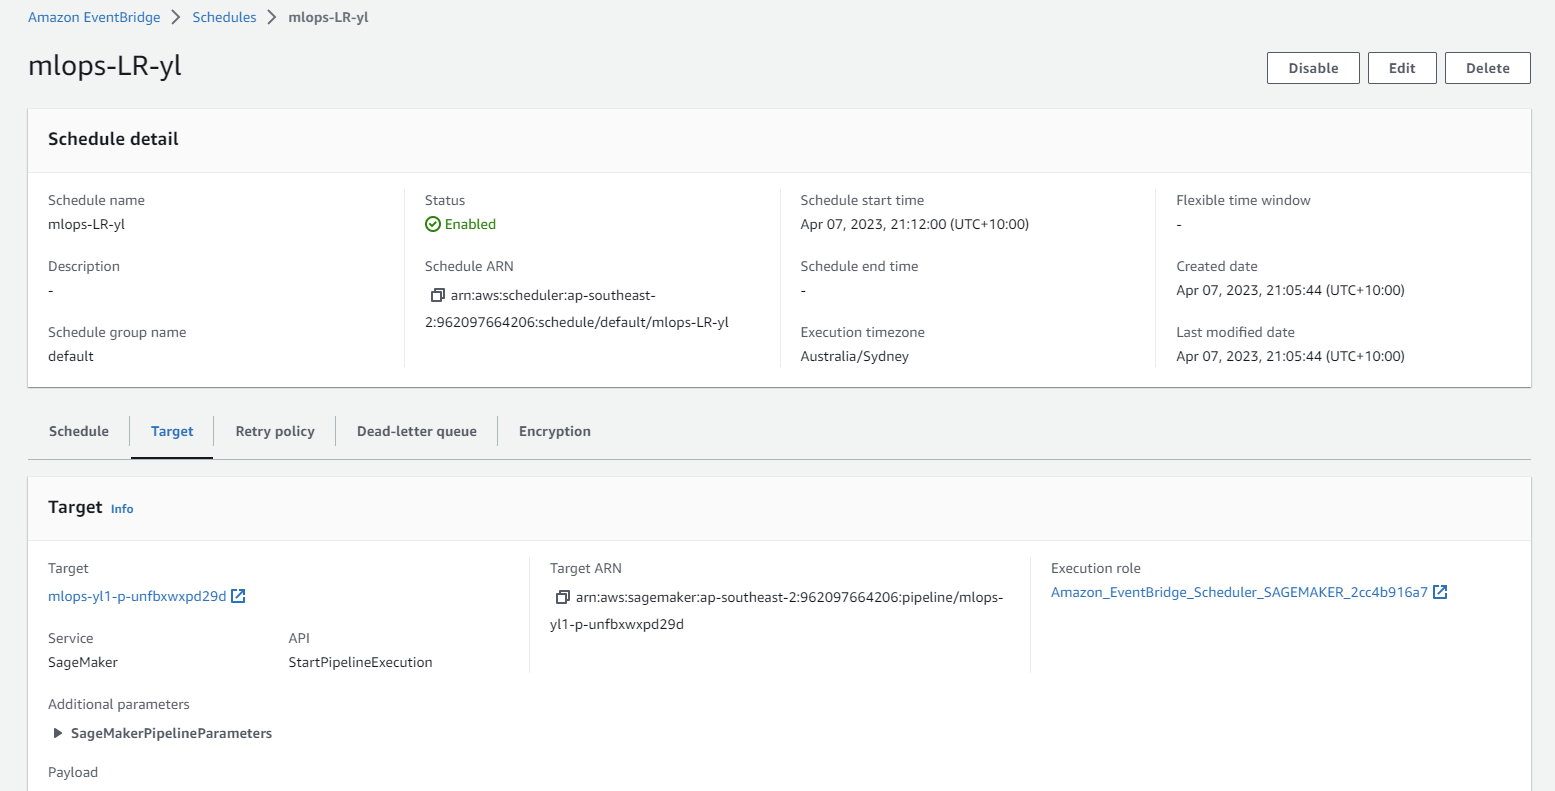 Amazon EventBridge > Schedules > mlops-LR-yl
mlops-LR-yl
Disable
Edit
Delete
Schedule detail
Schedule name
mlops-LR-yl
Description
-
Schedule group name
default
Status
Enabled
Schedule ARN
arn:aws:scheduler:ap-southeast-
2:962097664206:schedule/default/mlops-LR-yl
Schedule start time
Apr 07, 2023, 21:12:00 (UTC+10:00)
Schedule end time
-
Execution timezone
Australia/Sydney
Flexible time window
-
Created date
Apr 07, 2023, 21:05:44 (UTC+10:00)
Last modified date
Apr 07, 2023, 21:05:44 (UTC+10:00)
Schedule
Target
Retry policy
Dead-letter queue
Encryption
Target Info
Target
mlops-yl1-p-unfbxwxpd29d
Service
SageMaker
API
StartPipelineExecution
Target ARN
arn:aws:sagemaker:ap-southeast-2:962097664206:pipeline/mlops-
yl1-p-unfbxwxpd29d
Execution role
Amazon_EventBridge_Scheduler_SAGEMAKER_2cc4b916a7
Additional parameters
SageMakerPipelineParameters
Payload